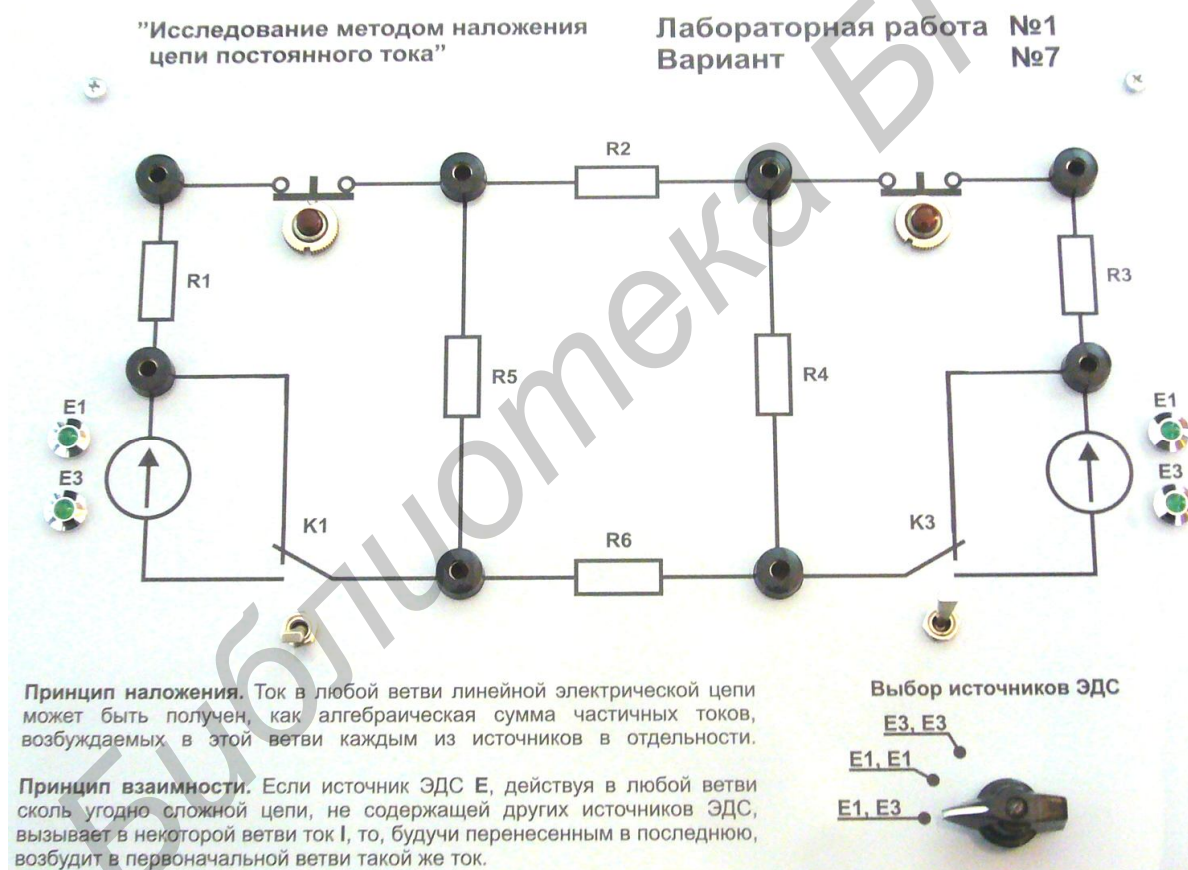 "Исследование методом наложения
цепи постоянного тока"
Лабораторная работа №1
Вариант №7
R2
R1
R3
R5
R4
E1
E3
E1
E3
K1
K3
R6
Принцип наложения. Ток в любой ветви линейной электрической цепи
может быть получен, как алгебраическая сумма частичных токов,
возбуждаемых в этой ветви каждым из источников в отдельности.
Принцип взаимности. Если источник ЭДС E, действуя в любой ветви
сколь угодно сложной цепи, не содержащей других источников ЭДС,
вызывает в некоторой ветви ток I, то, будучи перенесенным в последнюю,
возбудит в первоначальной ветви такой же ток.
Выбор источников ЭДС
E3, E3
E1, E1
E1, E3
Библиотека